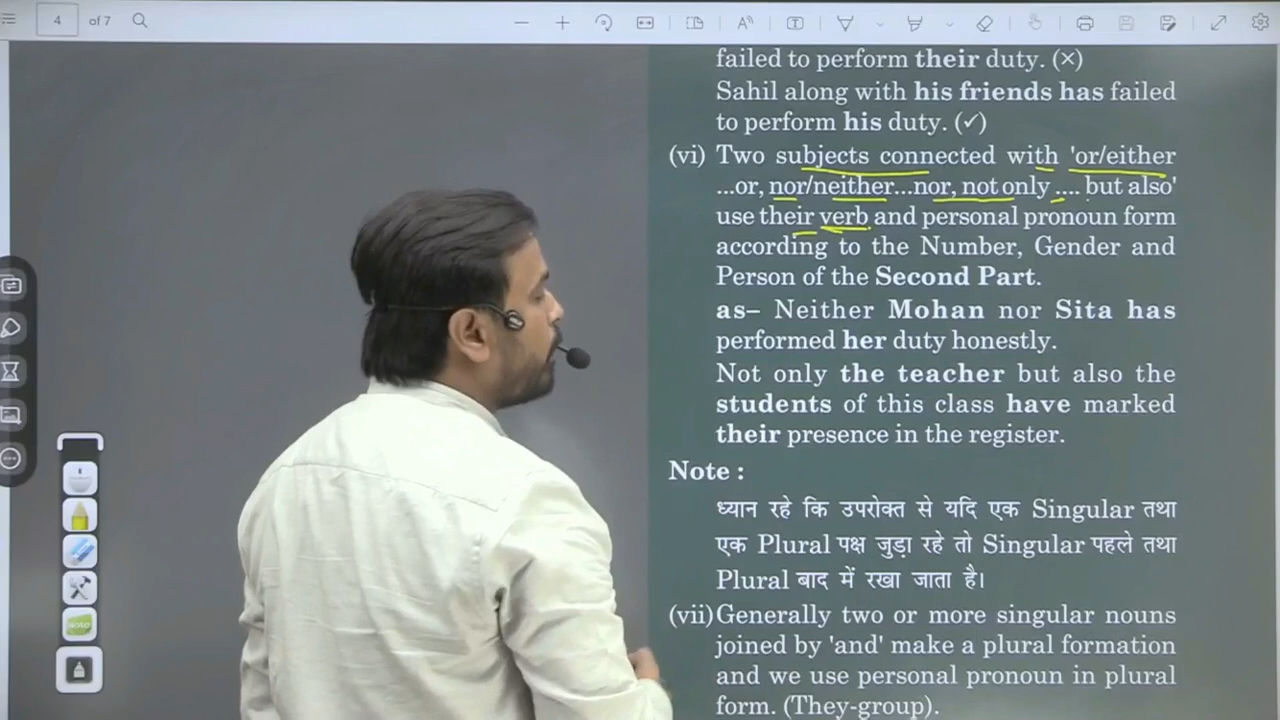 4 of 7
failed to perform their duty. (×)
Sahil along with his friends has failed
to perform his duty. (✓)
(vi) Two subjects connected with 'or/either
...or, nor/neither...nor, not only .... but also'
use their verb and personal pronoun form
according to the Number, Gender and
Person of the Second Part.
as– Neither Mohan nor Sita has
performed her duty honestly.
Not only the teacher but also the
students of this class have marked
their presence in the register.
Note :
ध्यान रहे कि उपरोक्त से यदि एक Singular तथा
एक Plural पक्ष जुड़ा रहे तो Singular पहले तथा
Plural बाद में रखा जाता है।
(vii) Generally two or more singular nouns
joined by 'and' make a plural formation
and we use personal pronoun in plural
form. (They-group).